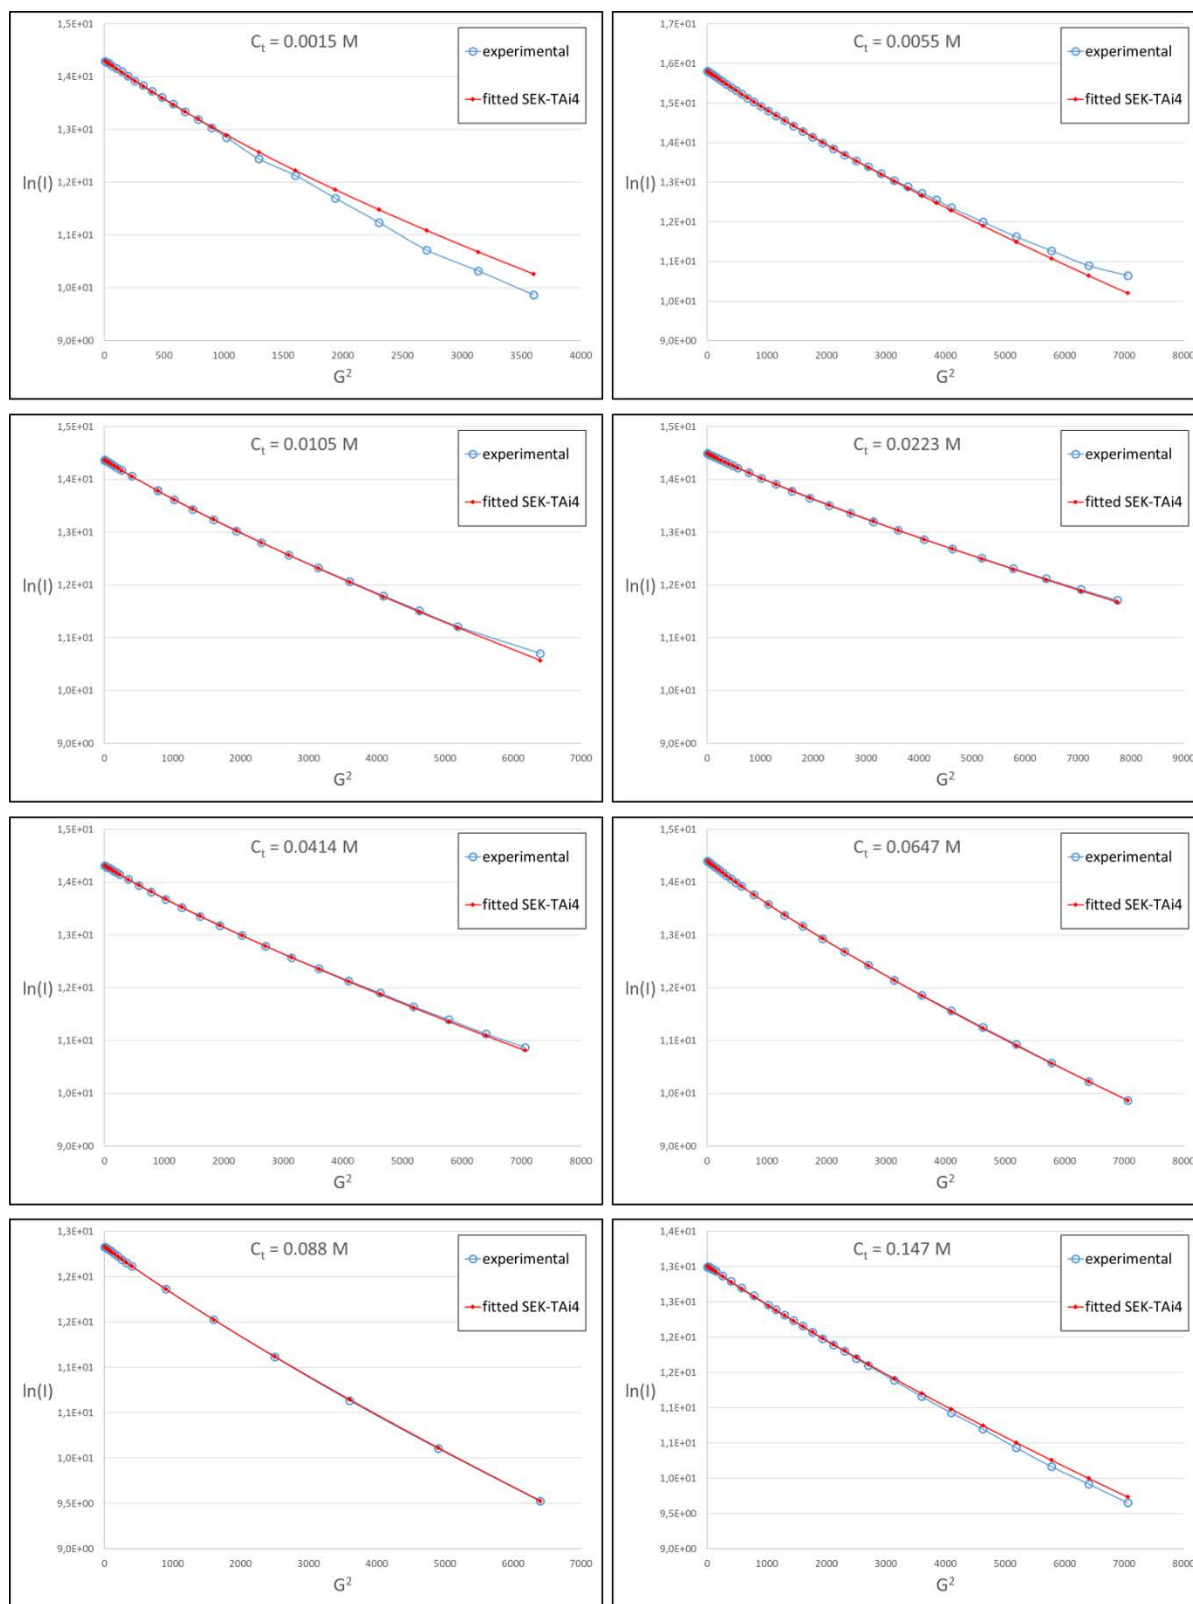 C_t = 0.0015 M
experimental
fitted SEK-TAi4
1,5E+01
1,4E+01
1,3E+01
1,2E+01
1,1E+01
1,0E+01
9,0E+00
ln(I)
0 500 1000 1500 2000 2500 3000 3500 4000
G²
C_t = 0.0055 M
experimental
fitted SEK-TAi4
1,7E+01
1,6E+01
1,5E+01
1,4E+01
1,3E+01
1,2E+01
1,1E+01
1,0E+01
9,0E+00
ln(I)
0 1000 2000 3000 4000 5000 6000 7000 8000
G²
C_t = 0.0105 M
experimental
fitted SEK-TAi4
1,5E+01
1,4E+01
1,3E+01
1,2E+01
1,1E+01
1,0E+01
9,0E+00
ln(I)
0 1000 2000 3000 4000 5000 6000 7000
G²
C_t = 0.0223 M
experimental
fitted SEK-TAi4
1,5E+01
1,4E+01
1,3E+01
1,2E+01
1,1E+01
1,0E+01
9,0E+00
ln(I)
0 1000 2000 3000 4000 5000 6000 7000 8000 9000
G²
C_t = 0.0414 M
experimental
fitted SEK-TAi4
1,5E+01
1,4E+01
1,3E+01
1,2E+01
1,1E+01
1,0E+01
9,0E+00
ln(I)
0 1000 2000 3000 4000 5000 6000 7000 8000
G²
C_t = 0.0647 M
experimental
fitted SEK-TAi4
1,5E+01
1,4E+01
1,3E+01
1,2E+01
1,1E+01
1,0E+01
9,0E+00
ln(I)
0 1000 2000 3000 4000 5000 6000 7000 8000
G²
C_t = 0.088 M
experimental
fitted SEK-TAi4
1,3E+01
1,2E+01
1,2E+01
1,1E+01
1,1E+01
1,0E+01
9,5E+00
9,0E+00
ln(I)
0 1000 2000 3000 4000 5000 6000 7000
G²
C_t = 0.147 M
experimental
fitted SEK-TAi4
1,4E+01
1,3E+01
1,3E+01
1,2E+01
1,2E+01
1,1E+01
1,1E+01
1,0E+01
9,5E+00
9,0E+00
ln(I)
0 1000 2000 3000 4000 5000 6000 7000 8000
G²